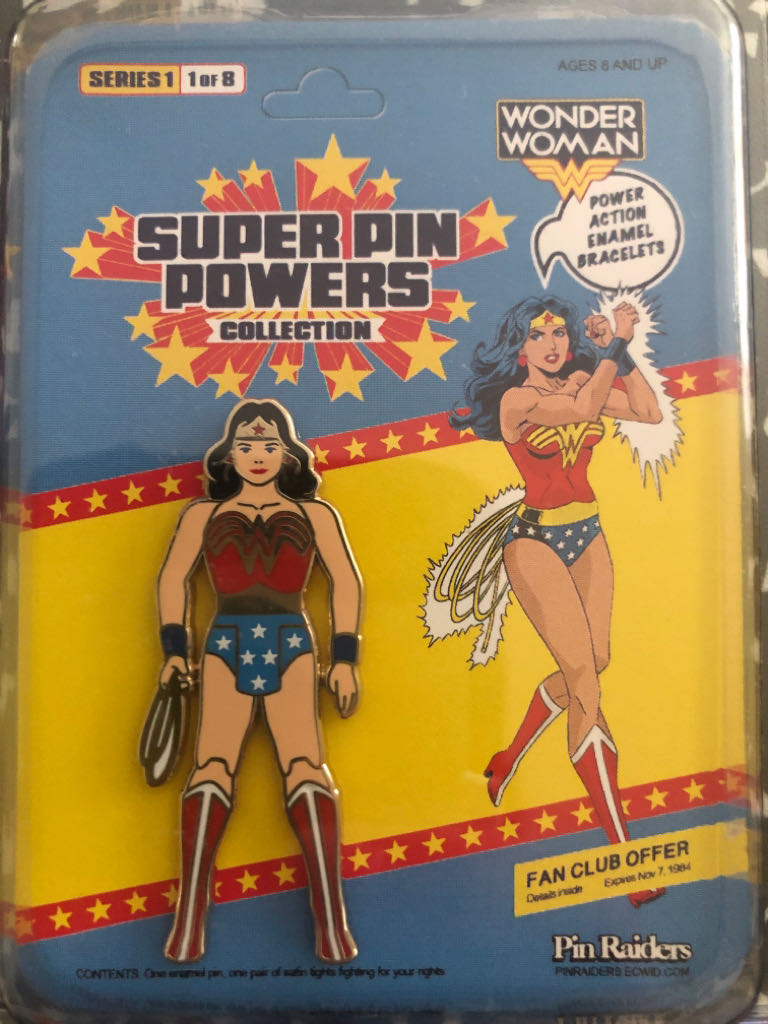 SERIES 1 1 OF 8
AGES 6 AND UP
WONDER
WOMAN
POWER
ACTION
ENAMEL
BRACELETS
SUPER PIN
POWERS
COLLECTION
FAN CLUB OFFER
Details inside Expires Nov 7, 1984
Pin Raiders
PINRAIDERS.ECWID.COM
CONTENTS: One enamel pin, one pair of satin tights fighting for your rights